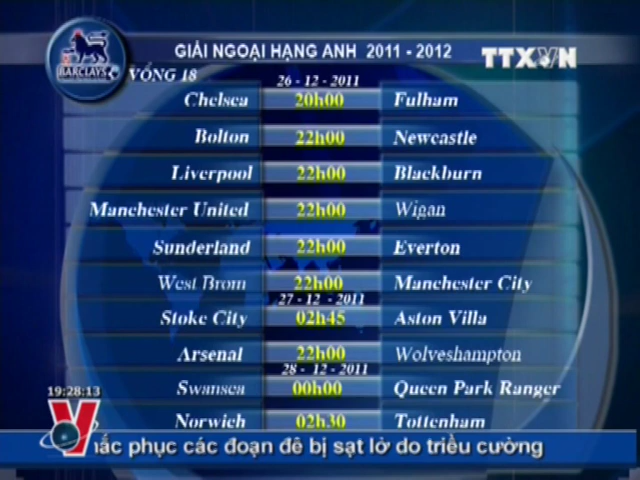 GIẢI NGOẠI HẠNG ANH 2011 - 2012
TTXVN
BARCLAYS
VÒNG 18
26 - 12 - 2011
Chelsea 20h00 Fulham
Bolton 22h00 Newcastle
Liverpool 22h00 Blackburn
Manchester United 22h00 Wigan
Sunderland 22h00 Everton
West Brom 22h00 Manchester City
27 - 12 - 2011
Stoke City 02h45 Aston Villa
Arsenal 22h00 Wolveshampton
28 - 12 - 2011
Swansea 00h00 Queen Park Ranger
Norwich 02h30 Tottenham
19:28:13
V
hắc phục các đoạn đê bị sạt lở do triều cường